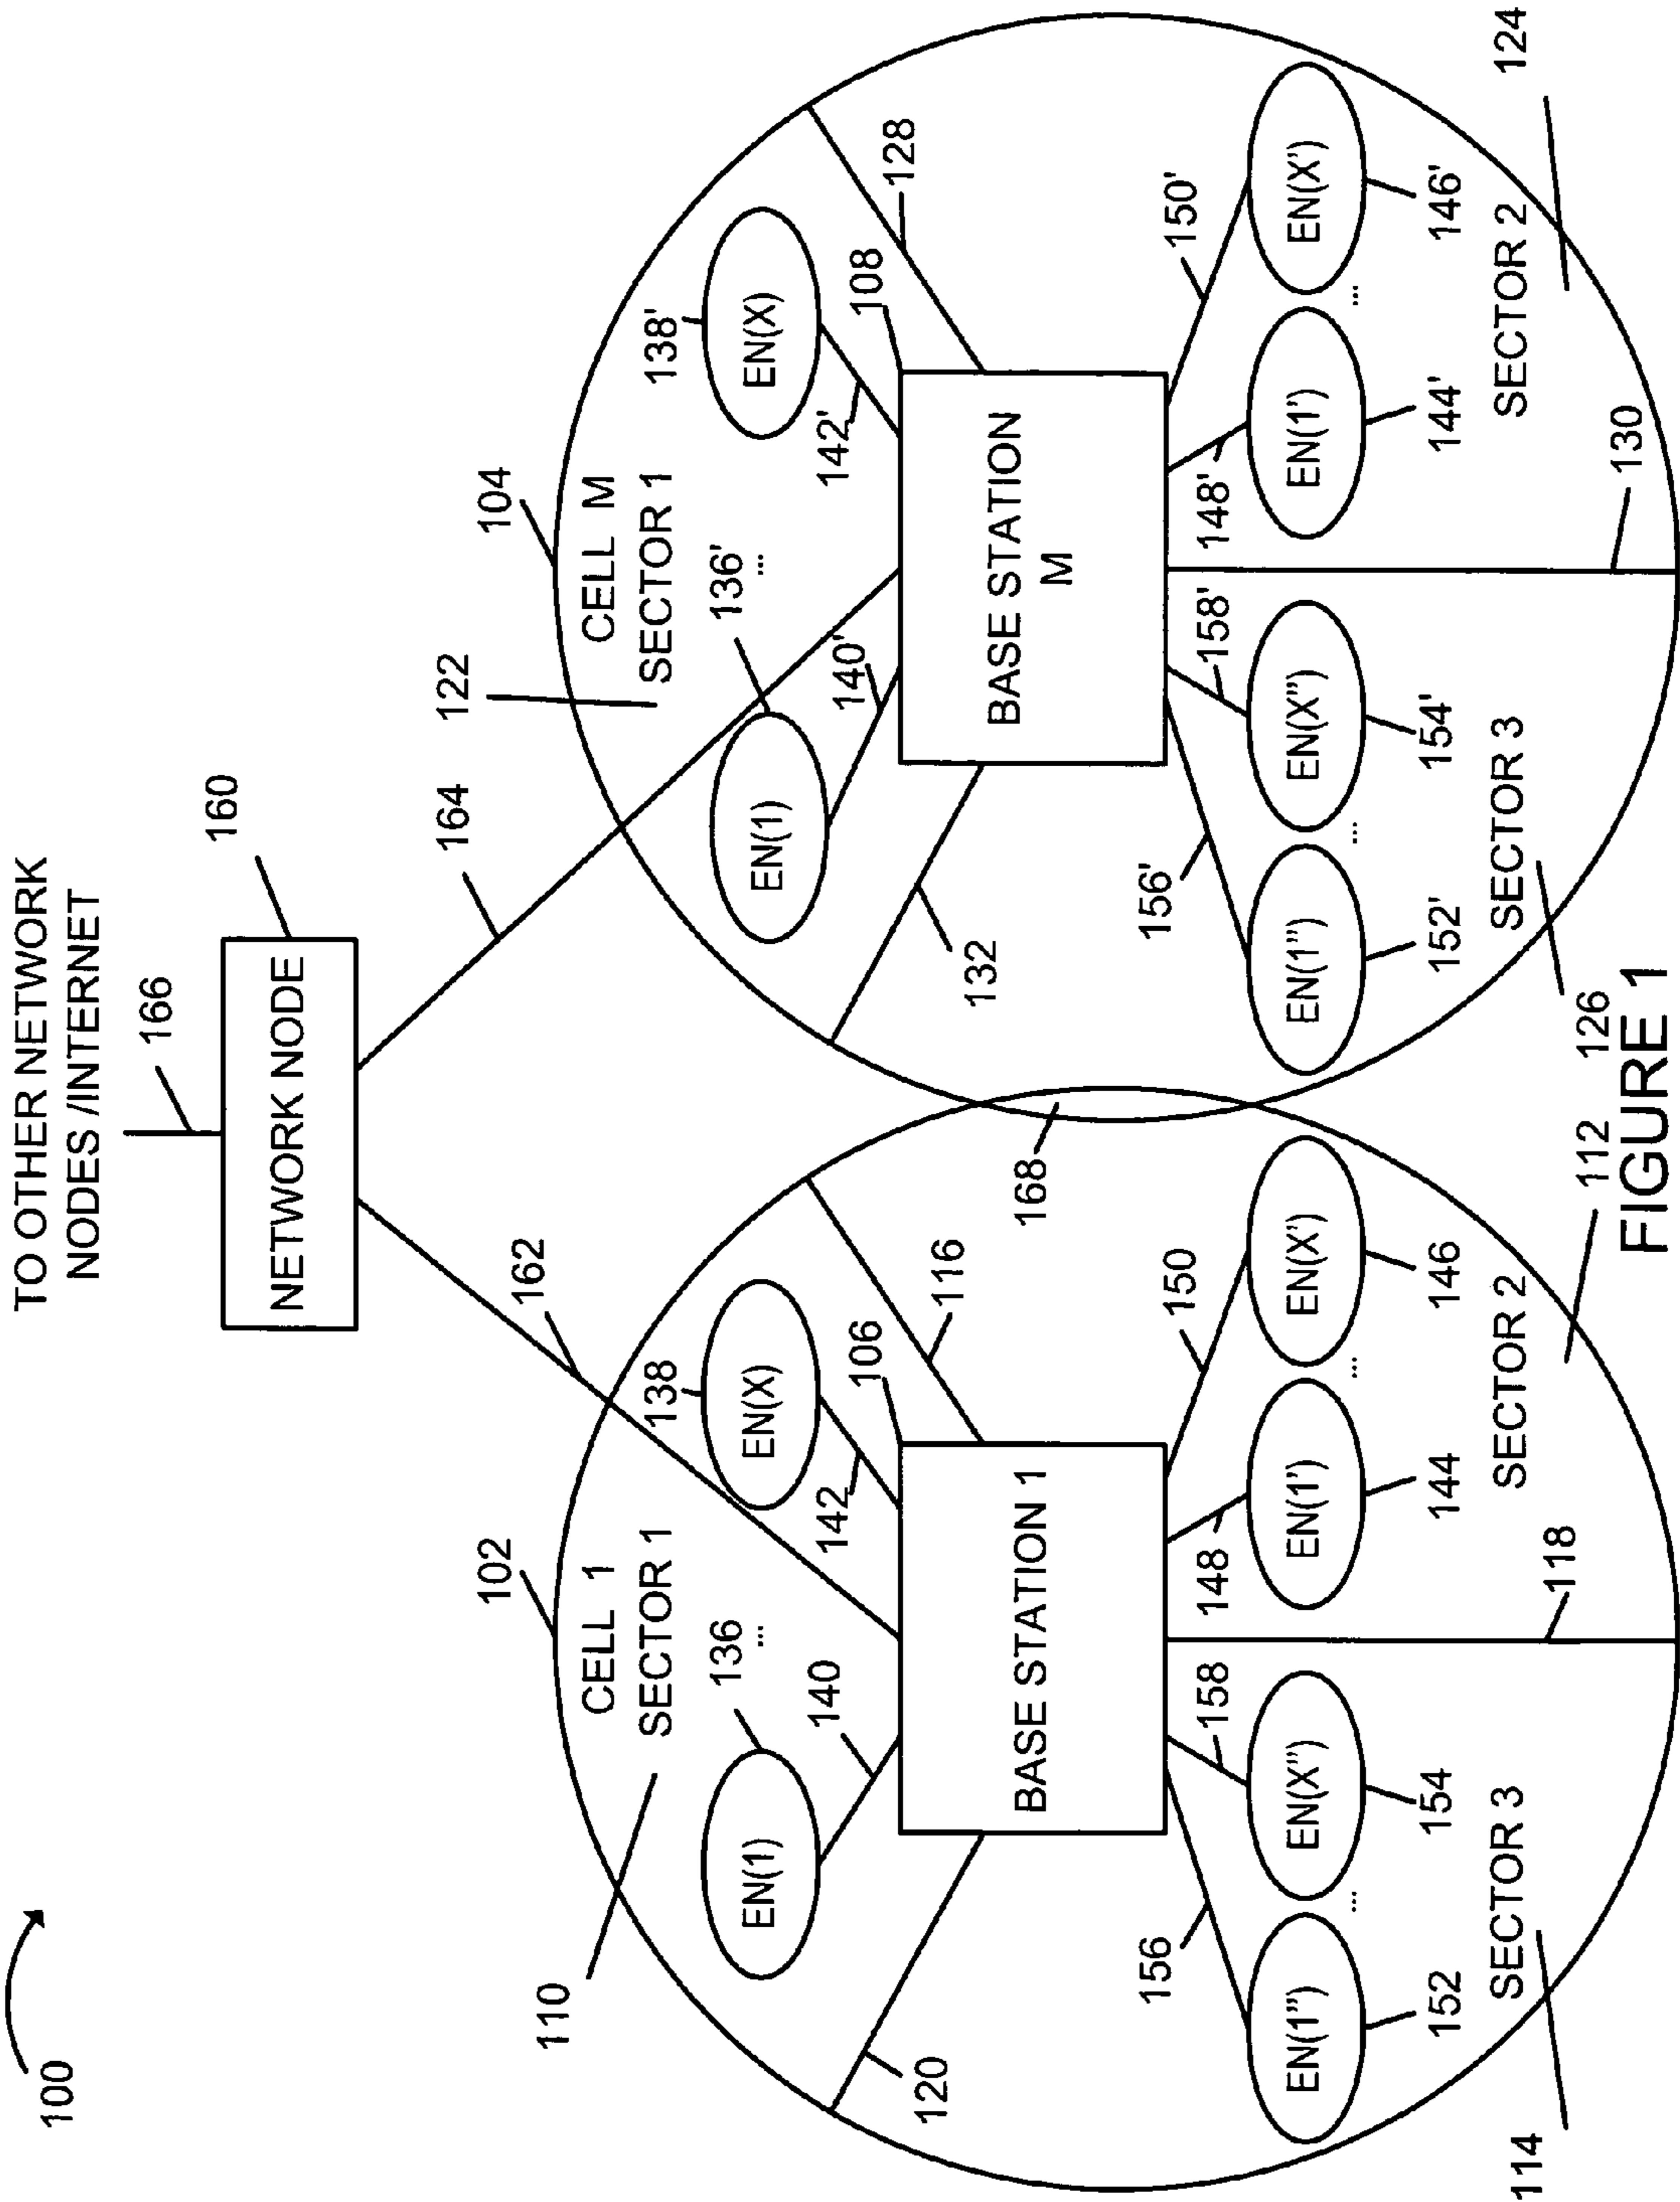 100
TO OTHER NETWORK
NODES /INTERNET
166
NETWORK NODE
160
162
164
102
CELL 1
SECTOR 1
110
136
...
138
EN(1)
EN(X)
140
142
106
116
120
BASE STATION 1
168
148
150
156
158
EN(1")
...
EN(X")
EN(1')
...
EN(X')
152
154
144
146
SECTOR 3
SECTOR 2
114
118
112
104
CELL M
SECTOR 1
122
136'
...
138'
EN(1)
EN(X)
140'
142'
108
128
132
BASE STATION
M
156'
158'
148'
150'
EN(1")
...
EN(X")
EN(1')
...
EN(X')
152'
154'
144'
146'
SECTOR 3
SECTOR 2
126
130
124
FIGURE 1